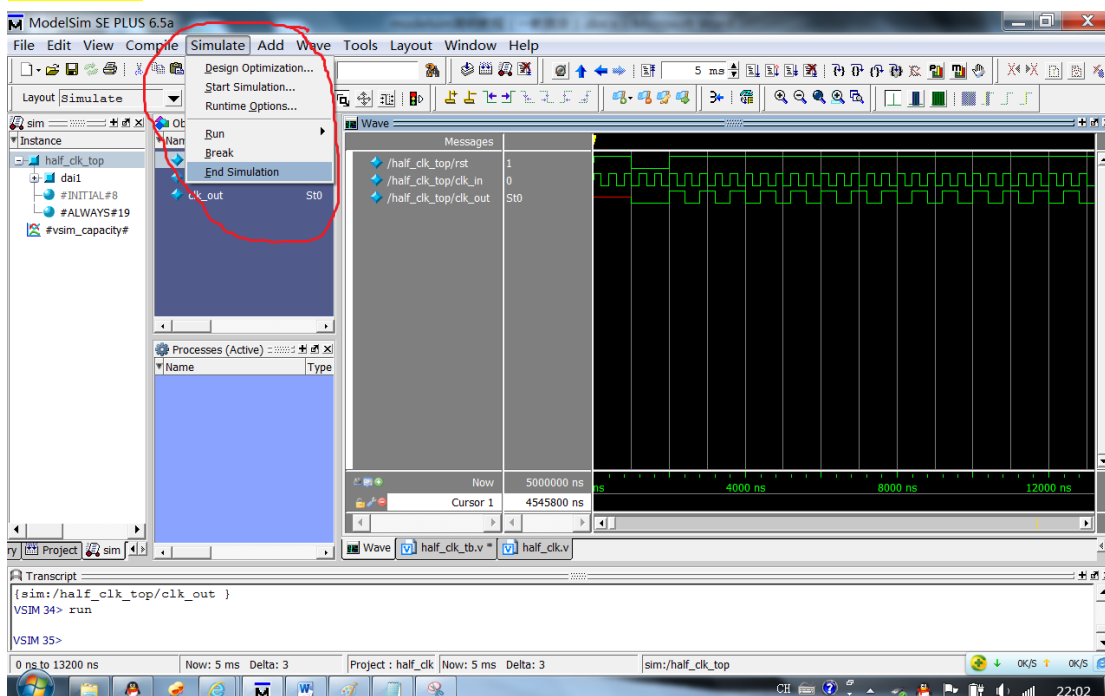 ModelSim SE PLUS 6.5a
File Edit View Compile Simulate Add Wave Tools Layout Window Help
Design Optimization...
Start Simulation...
Runtime Options...
Run
Break
End Simulation
5 ms
Layout Simulate
sim
Instance
half_clk_top
dai1
#INITIAL#8
#ALWAYS#19
#vsim_capacity#
Ob
Nam
clk_out St0
Processes (Active)
Name Type
Wave
Messages
/half_clk_top/rst 1
/half_clk_top/clk_in 0
/half_clk_top/clk_out St0
Now 5000000 ns
Cursor 1 4545800 ns
ns 4000 ns 8000 ns 12000 ns
ry Project sim
Wave half_clk_tb.v * half_clk.v
Transcript
{sim:/half_clk_top/clk_out }
VSIM 34> run
VSIM 35>
0 ns to 13200 ns Now: 5 ms Delta: 3 Project : half_clk Now: 5 ms Delta: 3 sim:/half_clk_top
0K/S 0K/S
CH 22:02